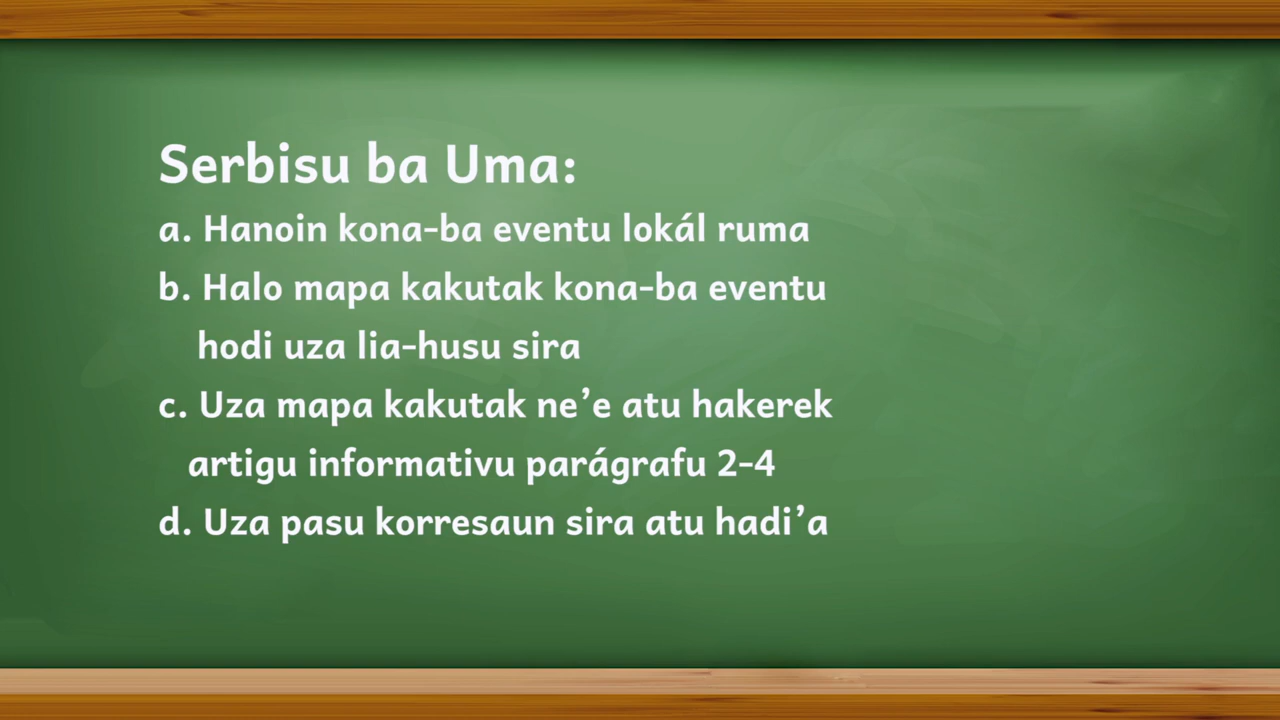 Serbisu ba Uma:
a. Hanoin kona-ba eventu lokál ruma
b. Halo mapa kakutak kona-ba eventu
hodi uza lia-husu sira
c. Uza mapa kakutak ne’e atu hakerek
artigu informativu parágrafu 2-4
d. Uza pasu korresaun sira atu hadi’a